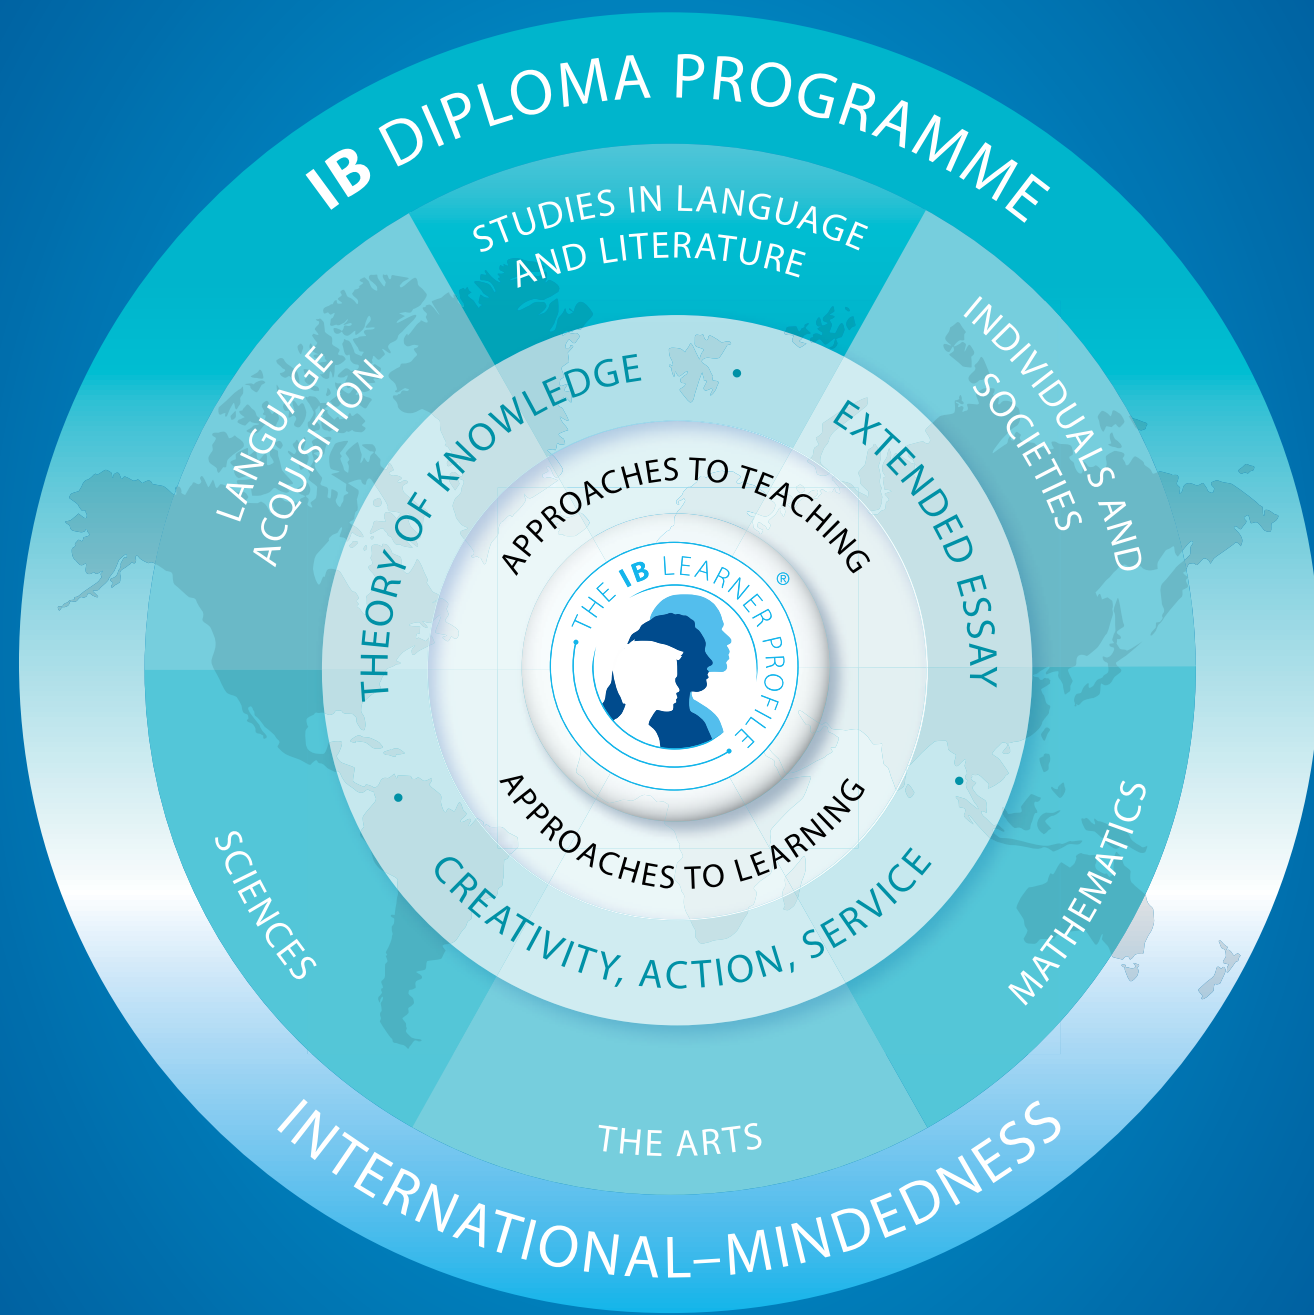 IB DIPLOMA PROGRAMME
STUDIES IN LANGUAGE
AND LITERATURE
LANGUAGE
ACQUISITION
INDIVIDUALS AND
SOCIETIES
THEORY OF KNOWLEDGE •
EXTENDED ESSAY •
APPROACHES TO TEACHING
THE IB LEARNER PROFILE ®
APPROACHES TO LEARNING
CREATIVITY, ACTION, SERVICE •
SCIENCES
MATHEMATICS
THE ARTS
INTERNATIONAL–MINDEDNESS